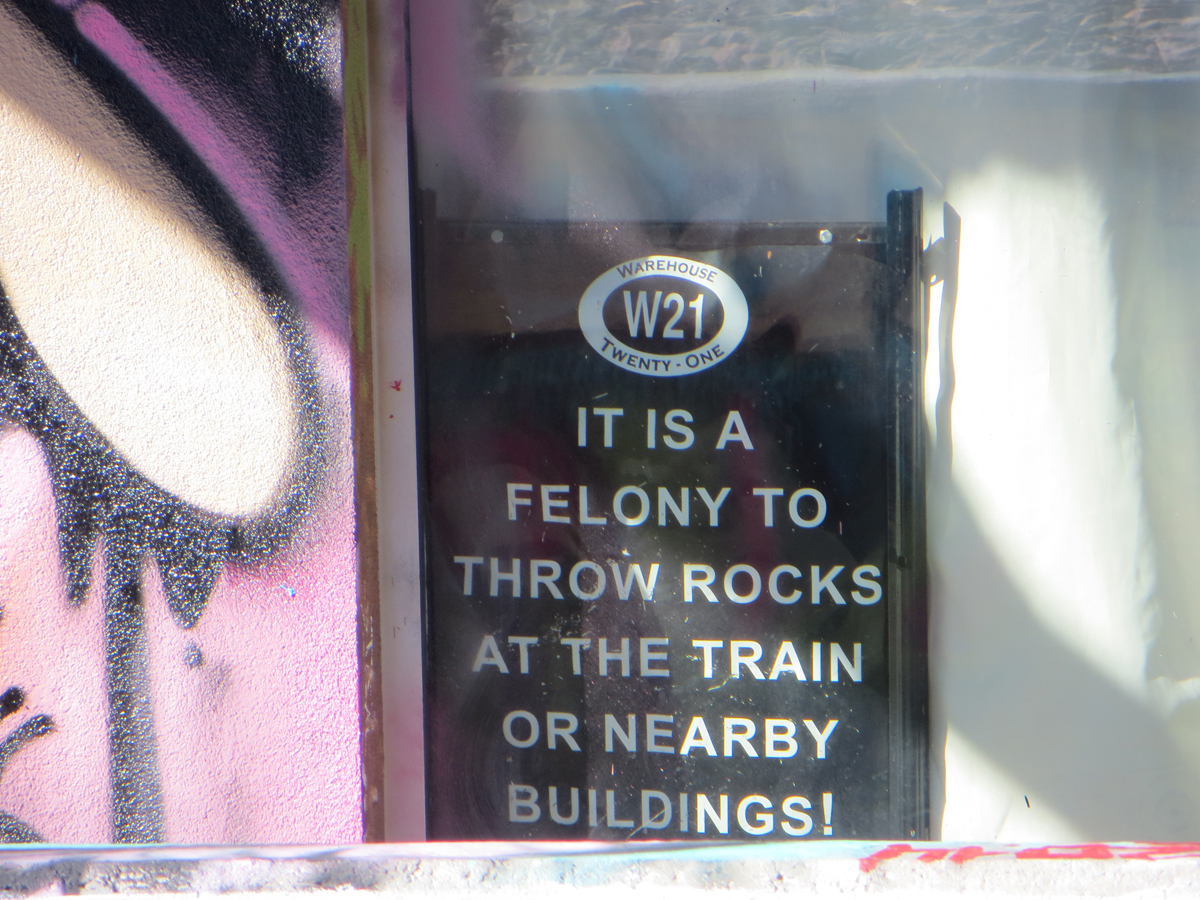 WAREHOUSE
W21
TWENTY-ONE
IT IS A
FELONY TO
THROW ROCKS
AT THE TRAIN
OR NEARBY
BUILDINGS!